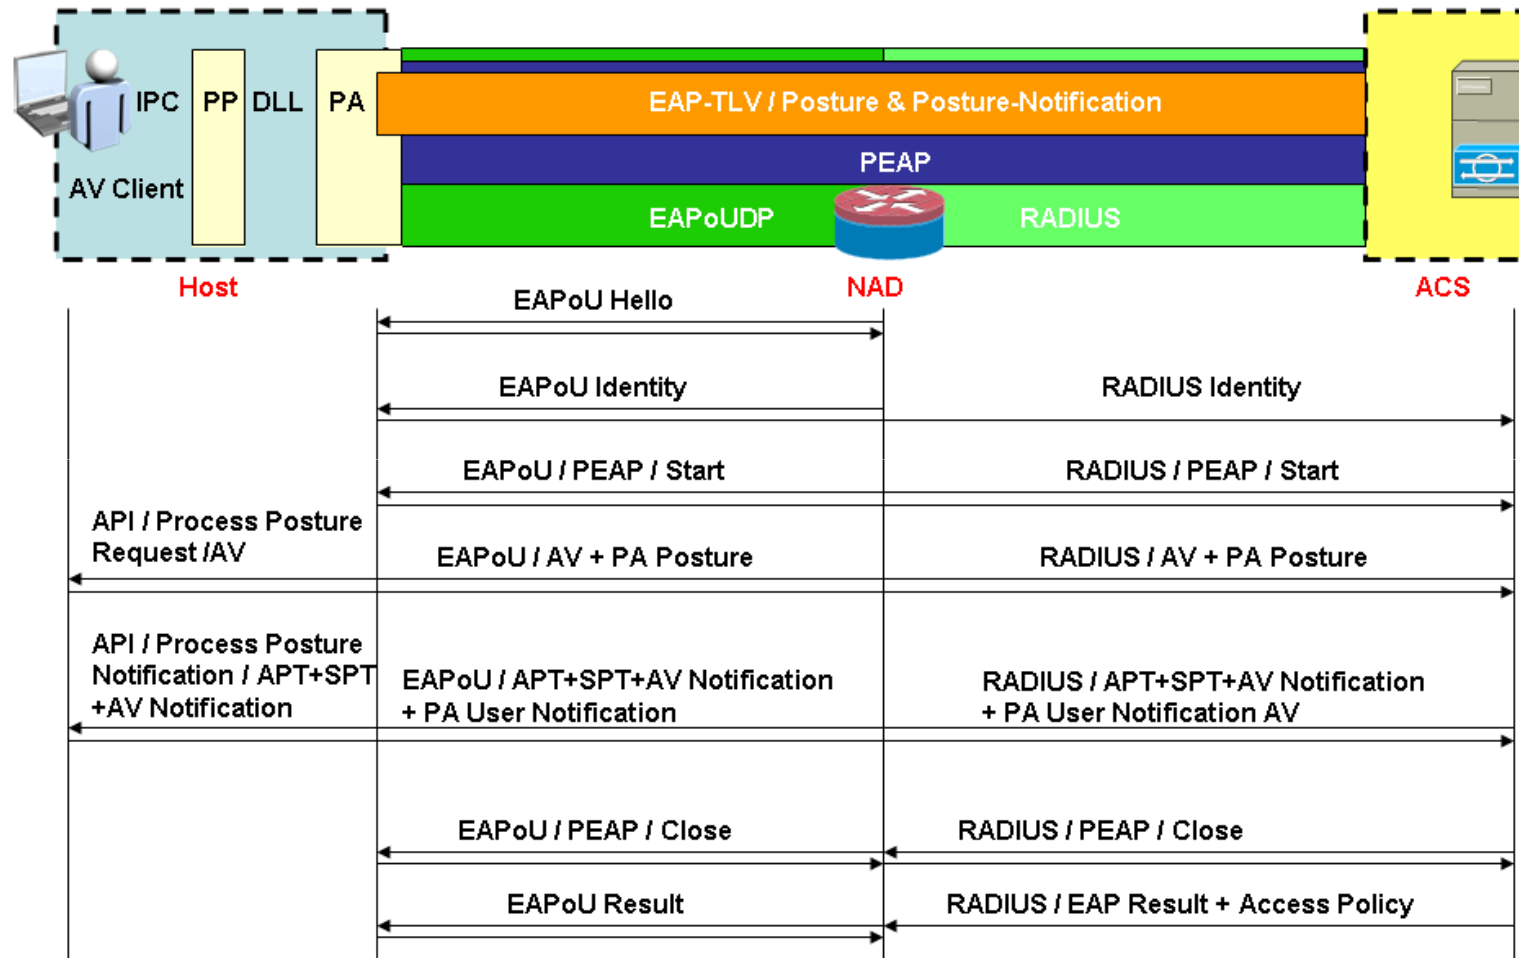 IPC PP DLL PA
AV Client
EAP-TLV / Posture & Posture-Notification
PEAP
EAPoUDP
RADIUS
Host
NAD
ACS
EAPoU Hello
EAPoU Identity
RADIUS Identity
EAPoU / PEAP / Start
RADIUS / PEAP / Start
API / Process Posture
Request /AV
EAPoU / AV + PA Posture
RADIUS / AV + PA Posture
API / Process Posture
Notification / APT+SPT
+AV Notification
EAPoU / APT+SPT+AV Notification
+ PA User Notification
RADIUS / APT+SPT+AV Notification
+ PA User Notification AV
EAPoU / PEAP / Close
RADIUS / PEAP / Close
EAPoU Result
RADIUS / EAP Result + Access Policy